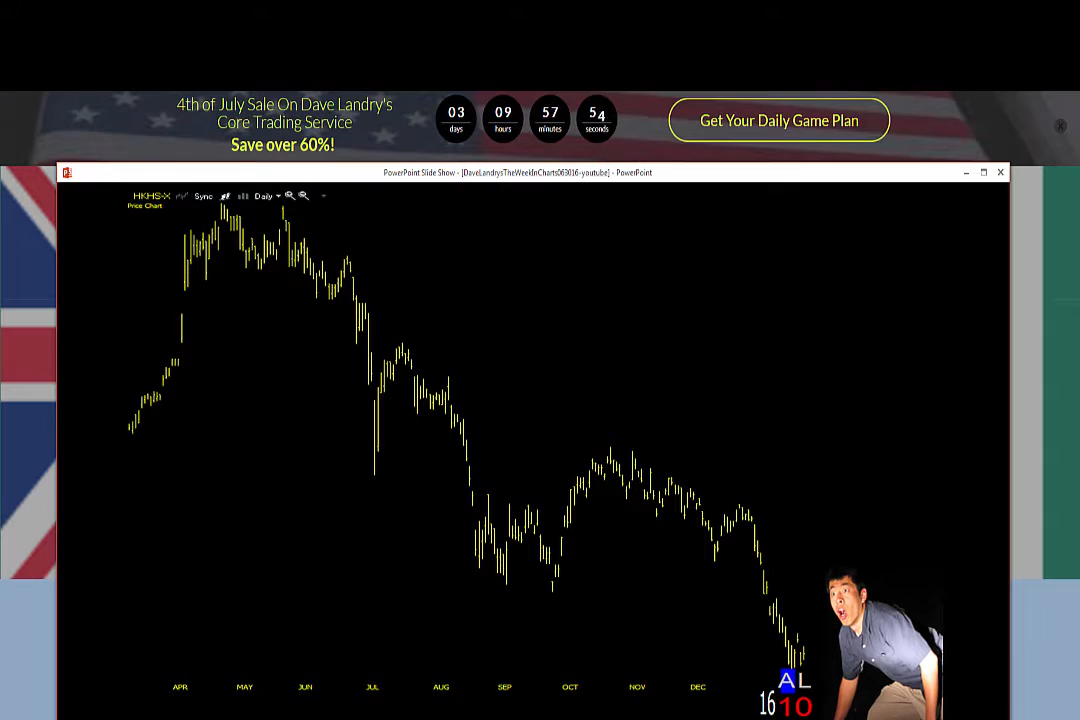 4th of July Sale On Dave Landry's
Core Trading Service
Save over 60%!
03 days
09 hours
57 minutes
54 seconds
Get Your Daily Game Plan
X
PowerPoint Slide Show - [DaveLandrysTheWeekInCharts063016-youtube] - PowerPoint
HKHS-X Sync Daily
Price Chart
APR MAY JUN JUL AUG SEP OCT NOV DEC
AL
16 10